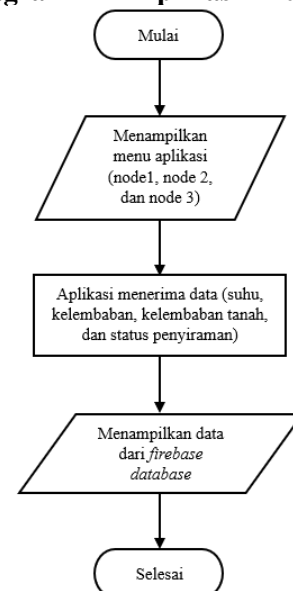 Mulai
Menampilkan
menu aplikasi
(node1, node 2,
dan node 3)
Aplikasi menerima data (suhu,
kelembaban, kelembaban tanah,
dan status penyiraman)
Menampilkan data
dari firebase
database
Selesai